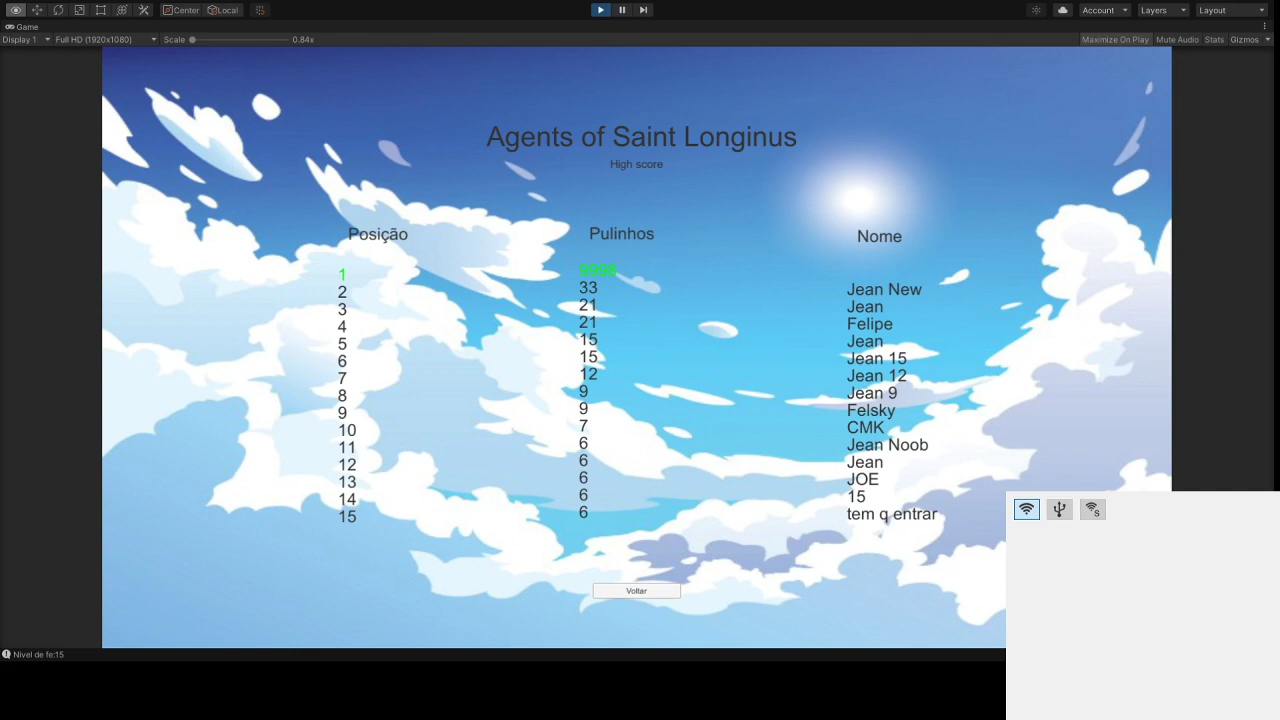 Center Local Account Layers Layout
Game
Display 1 Full HD (1920x1080) Scale 0.84x Maximize On Play Mute Audio Stats Gizmos
Agents of Saint Longinus
High score
Posição Pulinhos Nome
1 9998
2 33 Jean New
3 21 Jean
4 21 Felipe
5 15 Jean
6 15 Jean 15
7 12 Jean 12
8 9 Jean 9
9 9 Felsky
10 7 CMK
11 6 Jean Noob
12 6 Jean
13 6 JOE
14 6 15
15 6 tem q entrar
Voltar
Nivel de fe:15
S